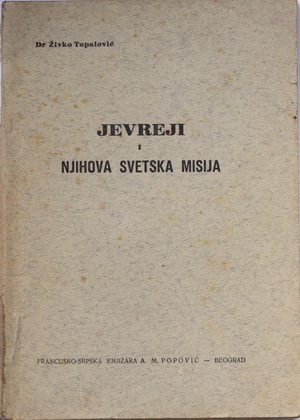 Dr Živko Topalović
JEVREJI
I
NJIHOVA SVETSKA MISIJA
FRANCUSKO-SRPSKA KNJIŽARA A. M. POPOVIĆ — BEOGRAD